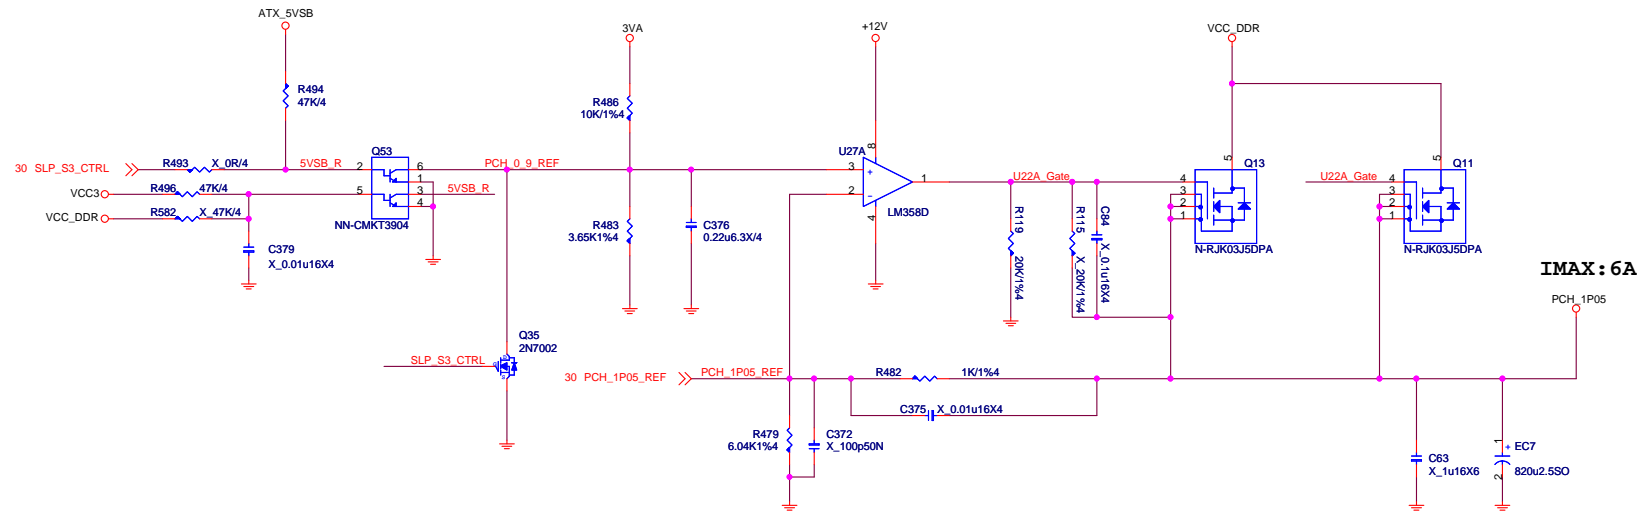 ATX_5VSB
3VA
+12V
VCC_DDR
R494
47K/4
R486
10K/1%4
30 SLP_S3_CTRL
R493 X_0R/4
5VSB_R
2
Q53
6
1
5
3
4
NN-CMKT3904
PCH_0_9_REF
5VSB_R
VCC3
R496 47K/4
VCC_DDR
R582 X_47K/4
C379
X_0.01u16X4
R483
3.65K1%4
C376
0.22u6.3X/4
U27A
8
3
+
2
-
1
4
LM358D
U22A_Gate
R119
20K/1%4
R115
X_20K/1%4
C84
X_0.1u16X4
Q13
5
4
3
2
1
N-RJK03J5DPA
U22A_Gate
Q11
5
4
3
2
1
N-RJK03J5DPA
IMAX:6A
PCH_1P05
SLP_S3_CTRL
Q35
2N7002
30 PCH_1P05_REF
PCH_1P05_REF
R482 1K/1%4
C375 X_0.01u16X4
R479
6.04K1%4
C372
X_100p50N
C63
X_1u16X6
1
+
EC7
2
820u2.5SO